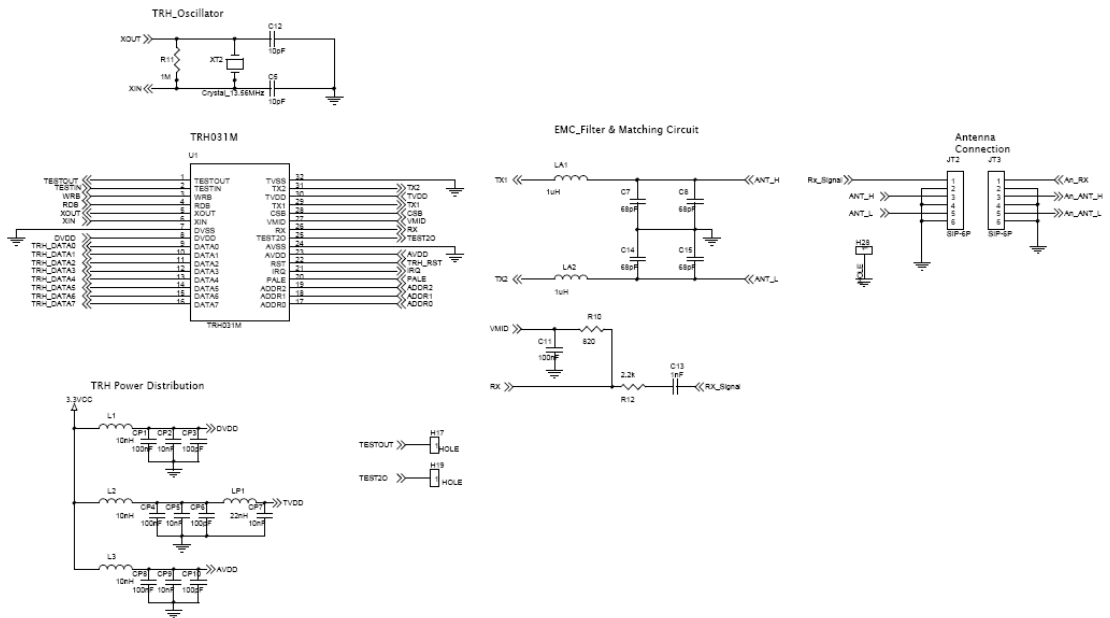 TRH_Oscillator
XOUT
C12
10pF
R11
1M
XT2
XIN
Crystal_13.56MHz
10pF
TRH031M
U1
TESTOUT 1 TESTOUT TVSS 32
TESTIN 2 TESTIN TX2 31 TX2
WRB 3 WRB TVDD 30 TVDD
RDB 4 RDB TX1 29 TX1
XOUT 5 XOUT CSB 28 CSB
XIN 6 XIN VMID 27 VMID
7 DVSS RX 26 RX
DVDD 8 DVDD TEST2O 25 TEST2O
TRH_DATA0 9 DATA0 AVSS 24
TRH_DATA1 10 DATA1 AVDD 23 AVDD
TRH_DATA2 11 DATA2 RST 22 TRH_RST
TRH_DATA3 12 DATA3 IRQ 21 IRQ
TRH_DATA4 13 DATA4 PALE 20 PALE
TRH_DATA5 14 DATA5 ADDR2 19 ADDR2
TRH_DATA6 15 DATA6 ADDR1 18 ADDR1
TRH_DATA7 16 DATA7 ADDR0 17 ADDR0
TRH031M
EMC_Filter & Matching Circuit
TX1
LA1
1uH
C7
68pF
68pF
ANT_H
C14
68pF
68pF
TX2
LA2
1uH
ANT_L
VMID
R10
820
C11
100nF
RX
2.2k
R12
C13
1nF
RX_Signal
Antenna
Connection
JT2
JT3
Rx_Signal
ANT_H
ANT_L
1
2
3
4
5
6
SIP-6P
1
2
3
4
5
6
SIP-6P
An_RX
An_ANT_H
An_ANT_L
H28
1
HOLE
TRH Power Distribution
3.3VCC
L1
10nH
CP1
100nF
CP2
10nF
CP3
100pF
DVDD
L2
10nH
CP4
100nF
CP5
10nF
CP6
100pF
LP1
22nH
CP7
10nF
TVDD
L3
10nH
CP8
100nF
CP9
10nF
CP10
100pF
AVDD
TESTOUT
H17
1
HOLE
TEST2O
H19
1
HOLE